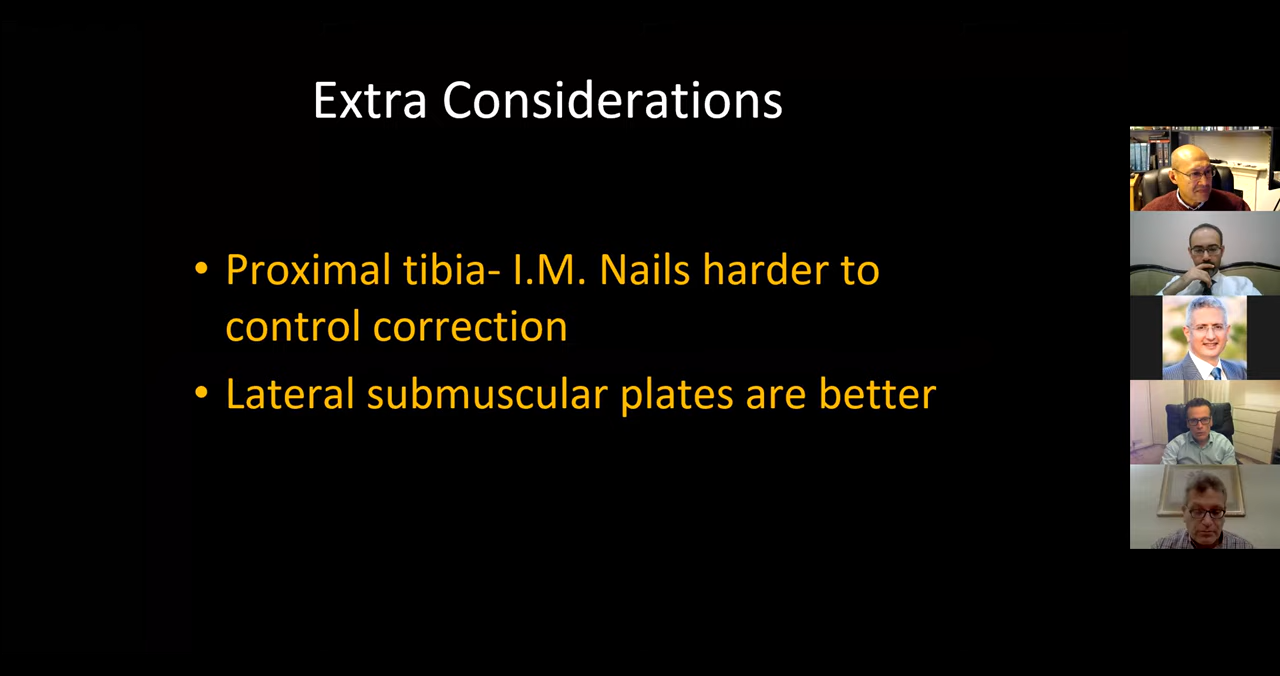 Extra Considerations
• Proximal tibia- I.M. Nails harder to
control correction
• Lateral submuscular plates are better